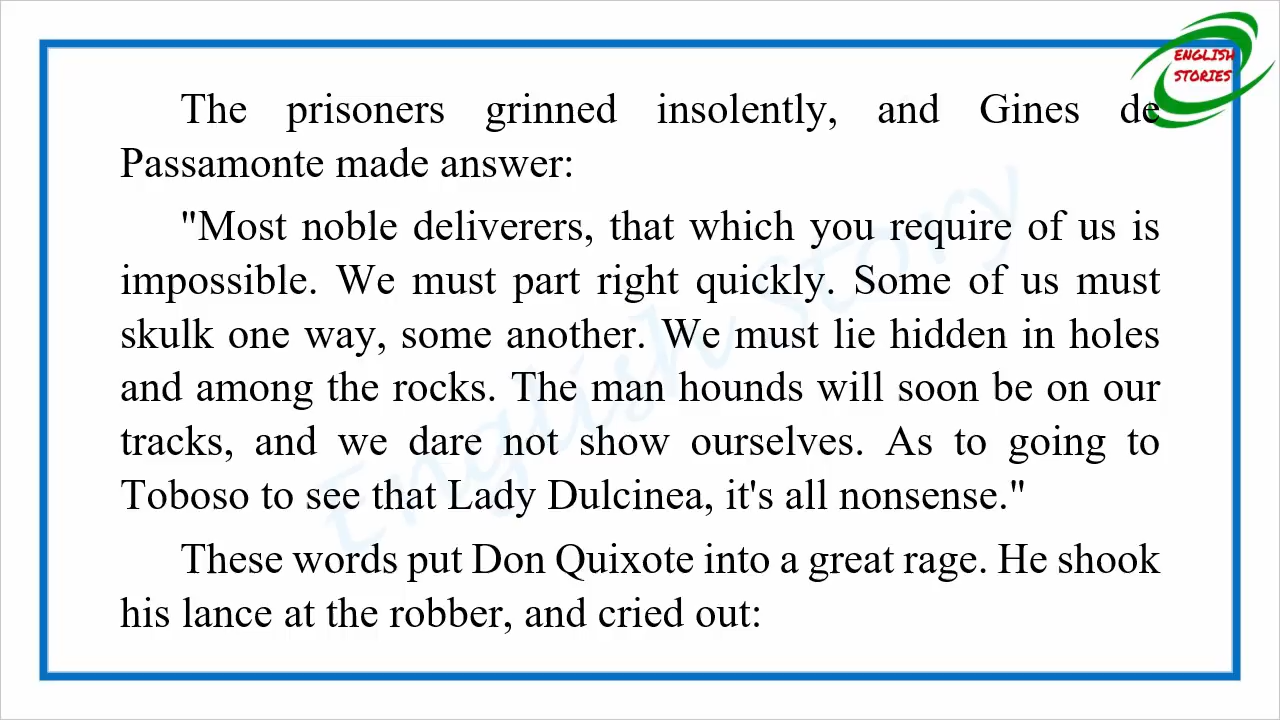 ENGLISH
STORIES
The prisoners grinned insolently, and Gines de
Passamonte made answer:
"Most noble deliverers, that which you require of us is
impossible. We must part right quickly. Some of us must
skulk one way, some another. We must lie hidden in holes
and among the rocks. The man hounds will soon be on our
tracks, and we dare not show ourselves. As to going to
Toboso to see that Lady Dulcinea, it's all nonsense."
These words put Don Quixote into a great rage. He shook
his lance at the robber, and cried out:
English Story